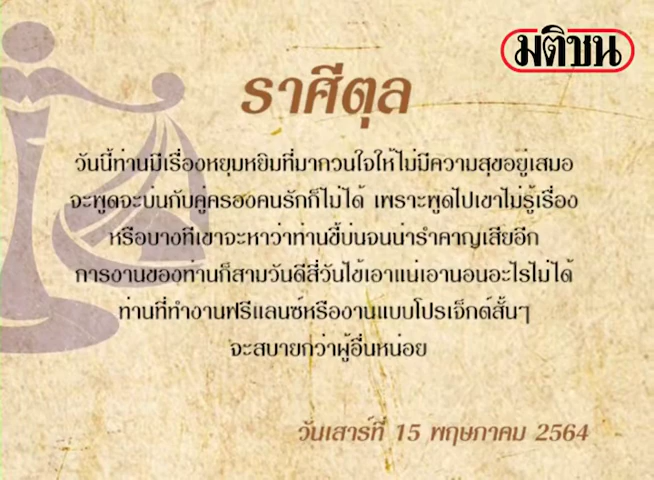 มติชน
ราศีตุล
วันนี้ท่านมีเรื่องหยุมหยิมที่มากวนใจให้ไม่มีความสุขอยู่เสมอ
จะพูดจะบ่นกับคู่ครองคนรักก็ไม่ได้ เพราะพูดไปเขาไม่รู้เรื่อง
หรือบางทีเขาจะหาว่าท่านขี้บ่นจนน่ารำคาญเสียอีก
การงานของท่านก็สามวันดีสี่วันไข้เอาแน่เอานอนอะไรไม่ได้
ท่านที่ทำงานฟรีแลนซ์หรืองานแบบโปรเจ็กต์สั้นๆ
จะสบายกว่าผู้อื่นหน่อย
วันเสาร์ที่ 15 พฤษภาคม 2564